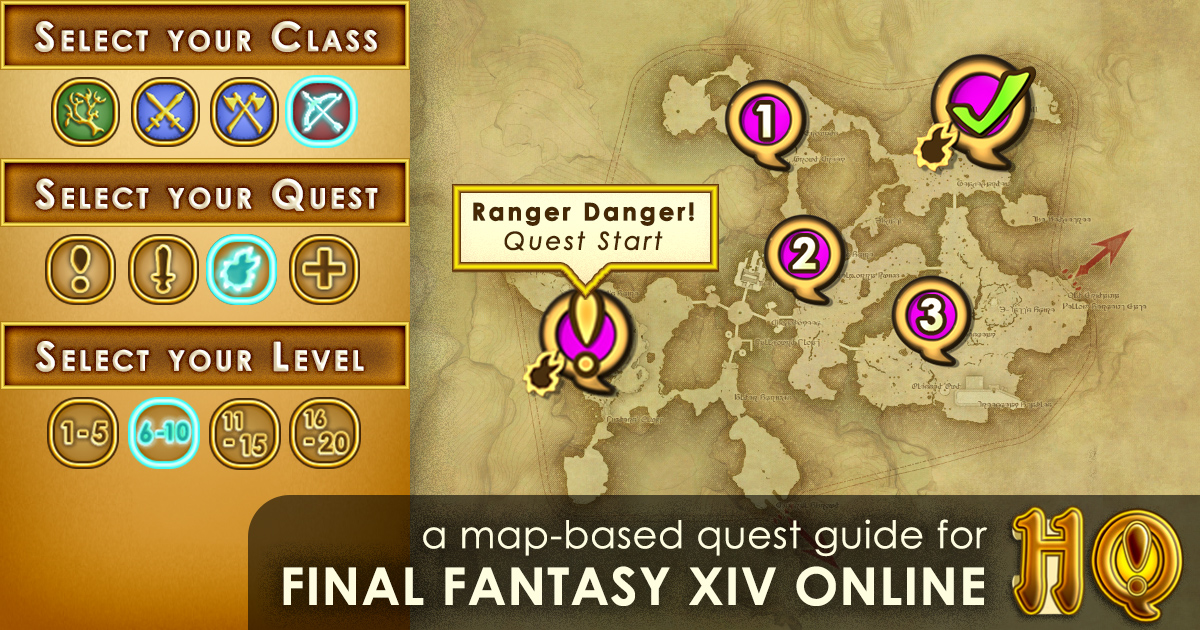 Select your Class
Select your Quest
Select your Level
1-5
6-10
11
-15
16
-20
Ranger Danger!
Quest Start
1
2
3
a map-based quest guide for
FINAL FANTASY XIV ONLINE
HQ